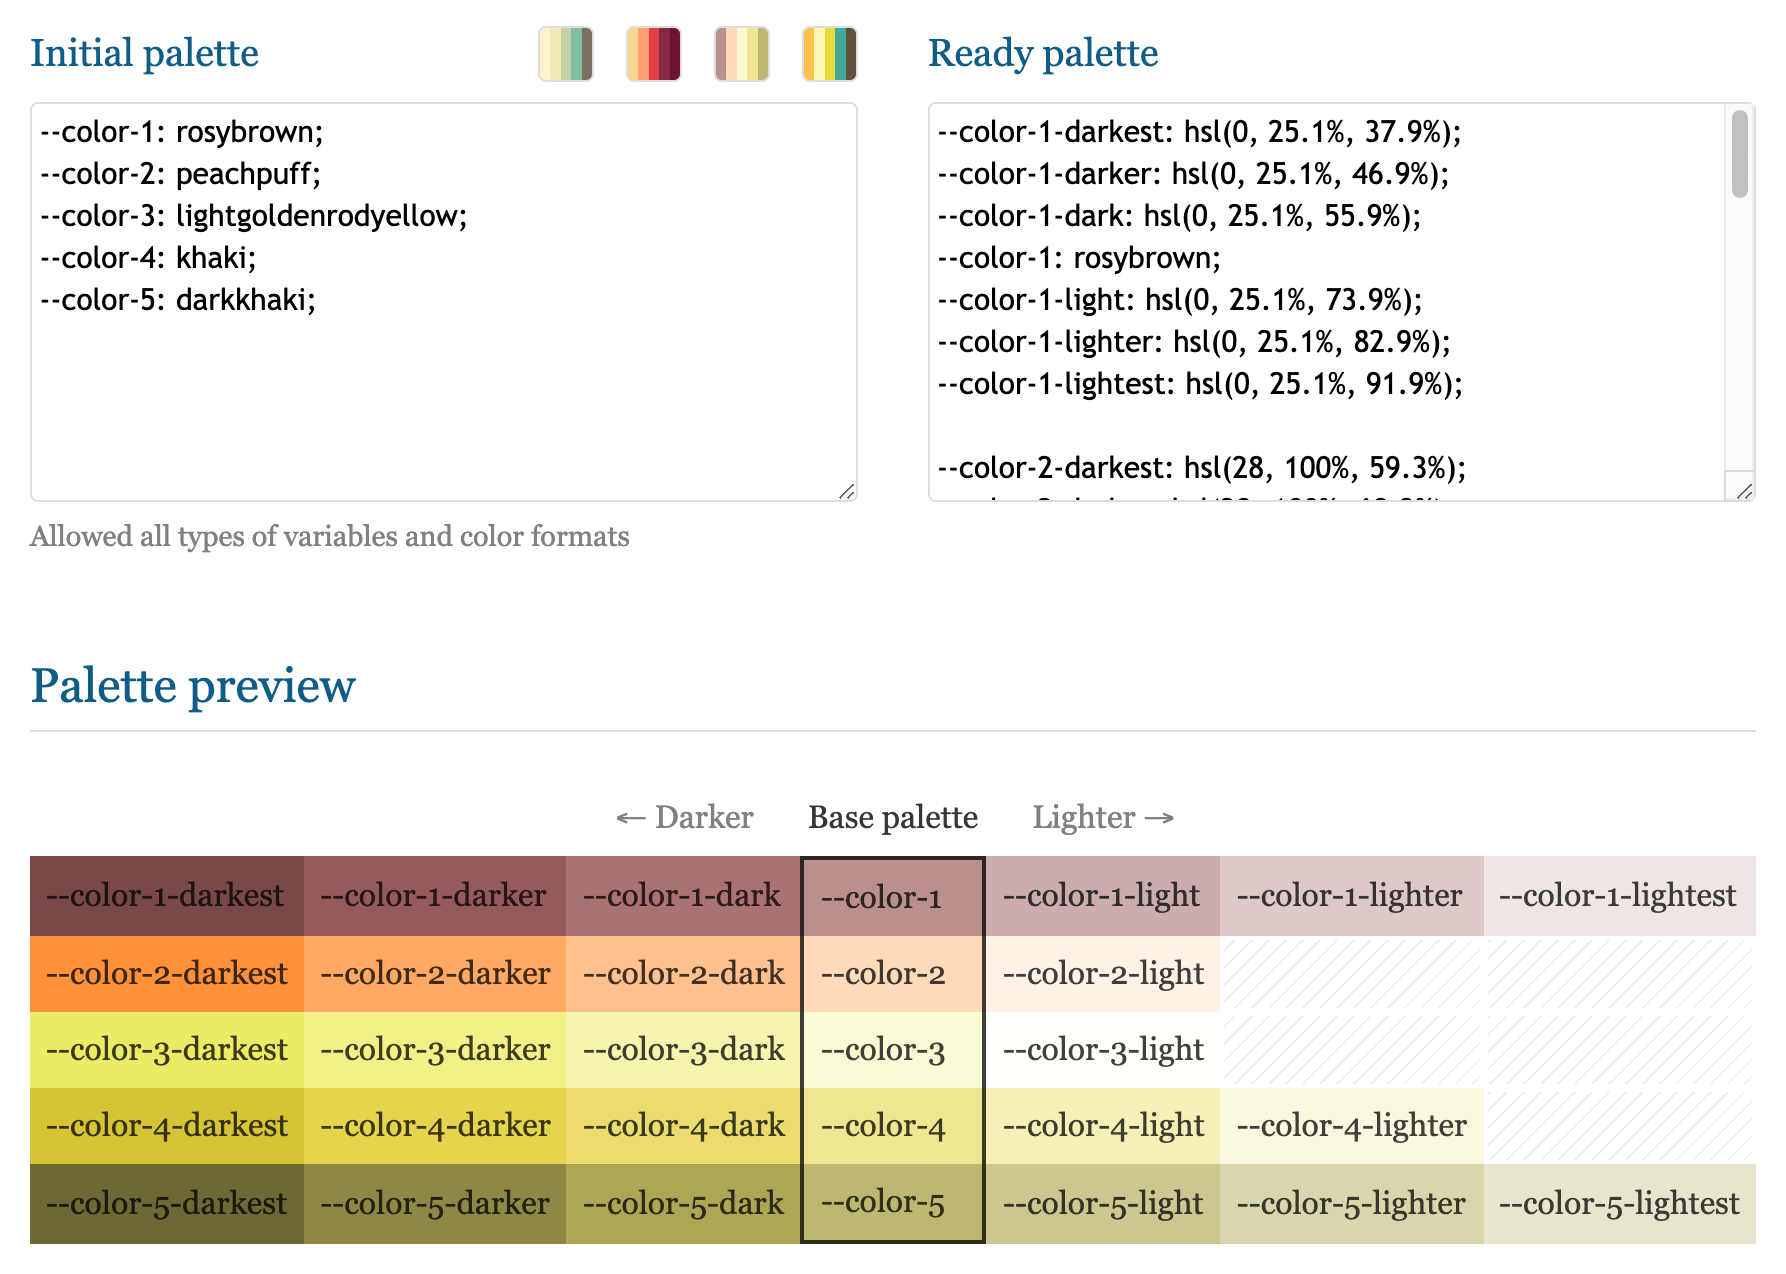 Initial palette
--color-1: rosybrown;
--color-2: peachpuff;
--color-3: lightgoldenrodyellow;
--color-4: khaki;
--color-5: darkkhaki;
Allowed all types of variables and color formats
Ready palette
--color-1-darkest: hsl(0, 25.1%, 37.9%);
--color-1-darker: hsl(0, 25.1%, 46.9%);
--color-1-dark: hsl(0, 25.1%, 55.9%);
--color-1: rosybrown;
--color-1-light: hsl(0, 25.1%, 73.9%);
--color-1-lighter: hsl(0, 25.1%, 82.9%);
--color-1-lightest: hsl(0, 25.1%, 91.9%);
--color-2-darkest: hsl(28, 100%, 59.3%);
Palette preview
← Darker Base palette Lighter →
--color-1-darkest --color-1-darker --color-1-dark --color-1 --color-1-light --color-1-lighter --color-1-lightest
--color-2-darkest --color-2-darker --color-2-dark --color-2 --color-2-light
--color-3-darkest --color-3-darker --color-3-dark --color-3 --color-3-light
--color-4-darkest --color-4-darker --color-4-dark --color-4 --color-4-light --color-4-lighter
--color-5-darkest --color-5-darker --color-5-dark --color-5 --color-5-light --color-5-lighter --color-5-lightest